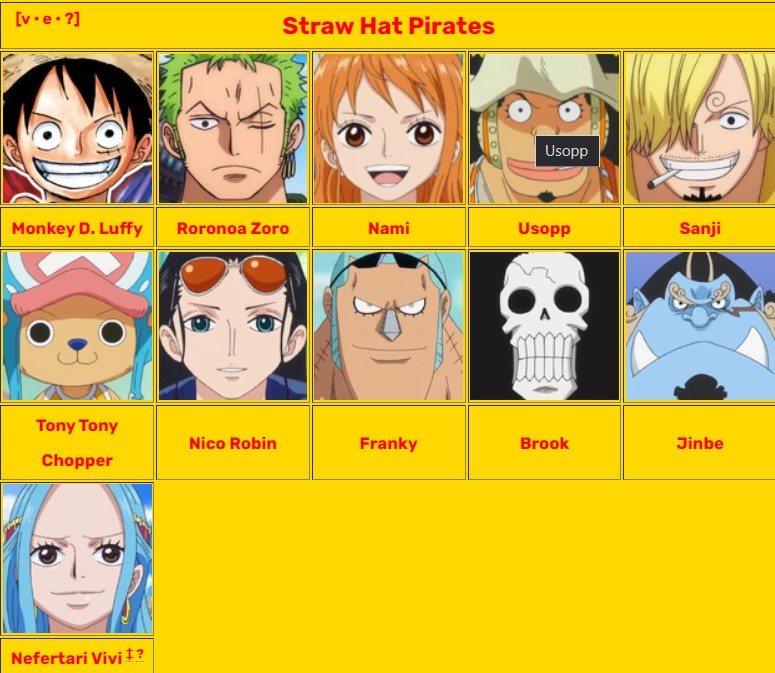 [v • e • ?]
Straw Hat Pirates
Usopp
Monkey D. Luffy
Roronoa Zoro
Nami
Usopp
Sanji
Tony Tony
Chopper
Nico Robin
Franky
Brook
Jinbe
Nefertari Vivi ‡ ?